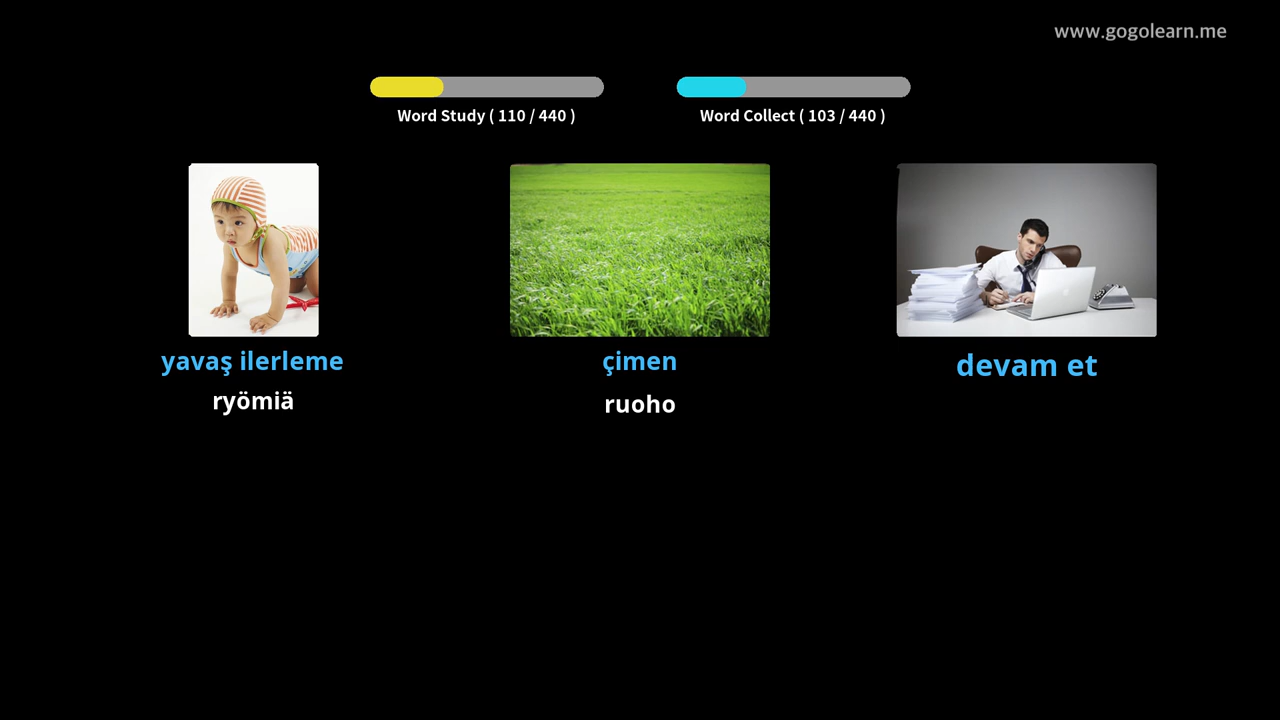 www.gogolearn.me
Word Study ( 110 / 440 )
Word Collect ( 103 / 440 )
yavaş ilerleme
ryömiä
çimen
ruoho
devam et